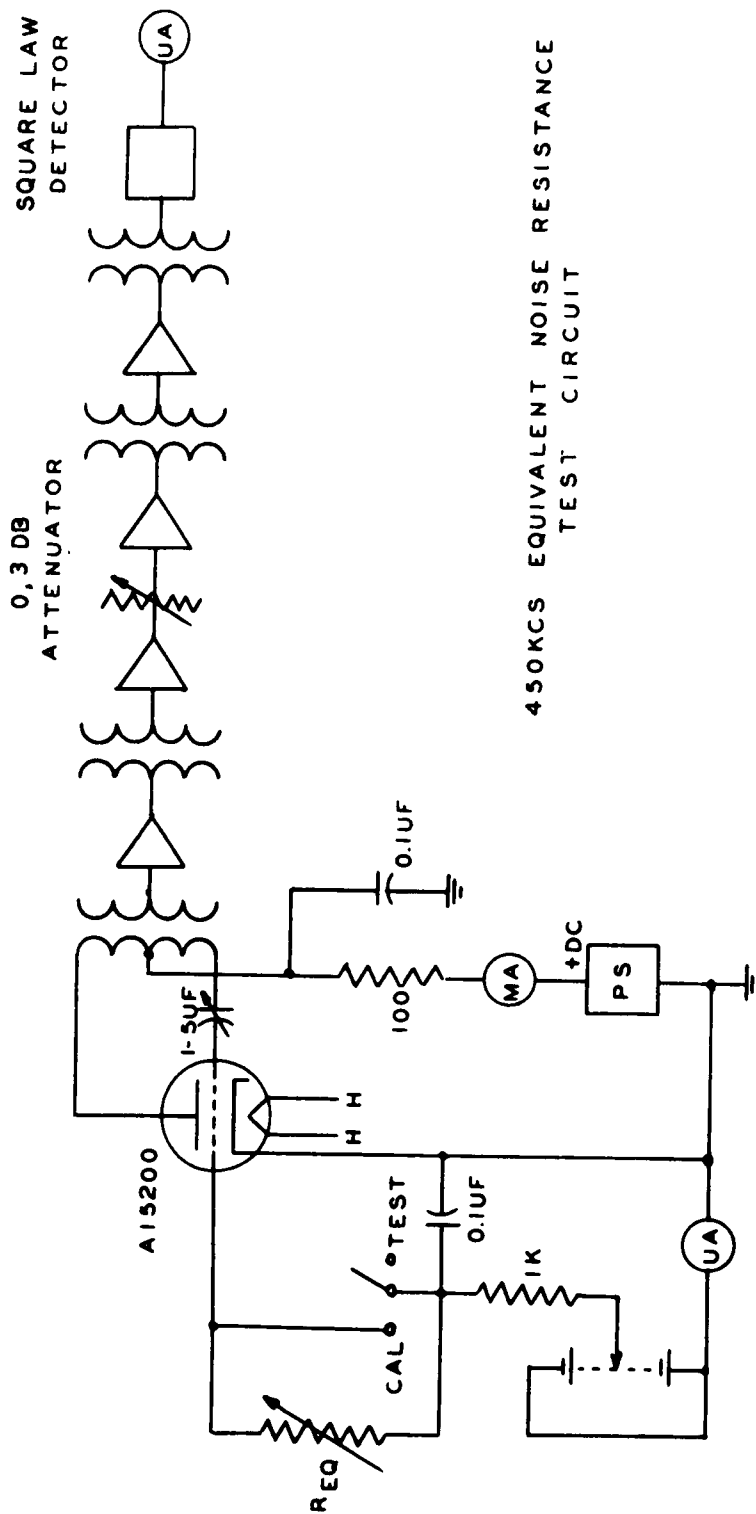 SQUARE LAW
DETECTOR
UA
0,3 DB
ATTENUATOR
0.1UF
1-5UF
100
MA
+DC
PS
A15200
H
H
TEST
0.1UF
CAL
1K
UA
REQ
450KCS EQUIVALENT NOISE RESISTANCE
TEST CIRCUIT